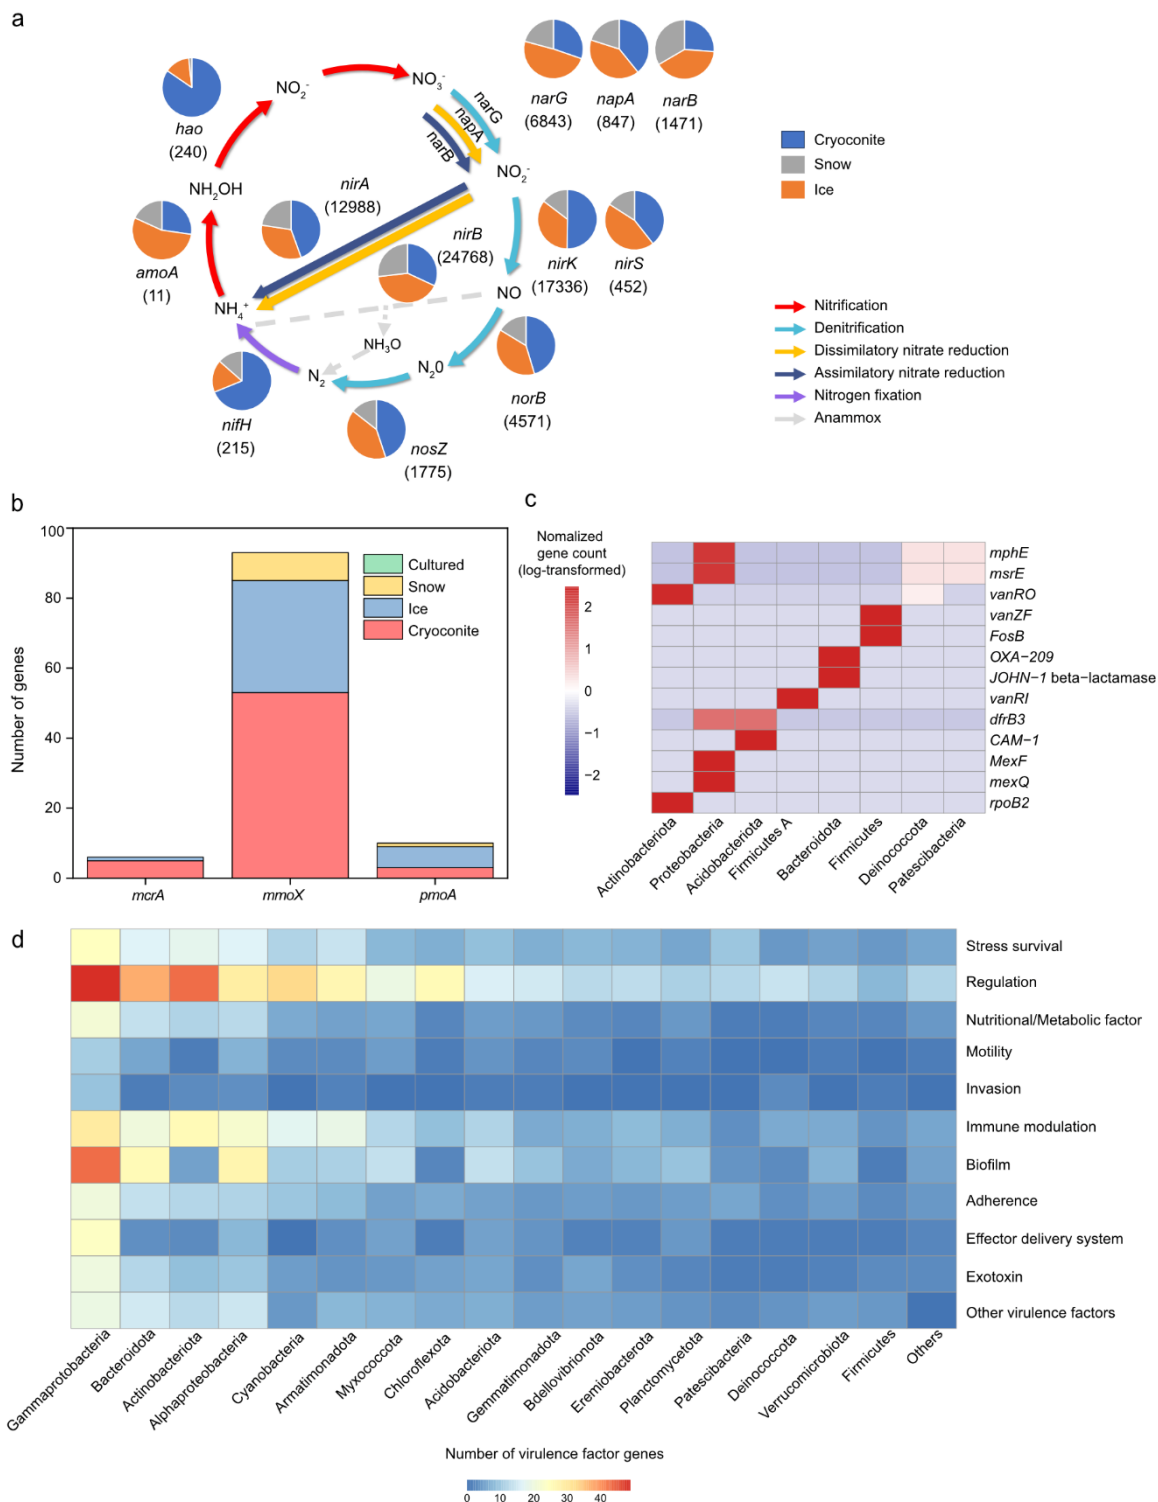 a
NO2-
NO3-
narG
napA
narB
narG
(6843)
napA
(847)
narB
(1471)
hao
(240)
Cryoconite
Snow
Ice
NO2-
NH2OH
nirA
(12988)
nirB
(24768)
nirK
(17336)
nirS
(452)
amoA
(11)
NH4+
NO
NH3O
N2
N20
nifH
(215)
nosZ
(1775)
norB
(4571)
Nitrification
Denitrification
Dissimilatory nitrate reduction
Assimilatory nitrate reduction
Nitrogen fixation
Anammox
b
Number of genes
100
80
60
40
20
0
Cultured
Snow
Ice
Cryoconite
mcrA
mmoX
pmoA
c
Nomalized
gene count
(log-transformed)
2
1
0
−1
−2
mphE
msrE
vanRO
vanZF
FosB
OXA−209
JOHN−1 beta−lactamase
vanRI
dfrB3
CAM−1
MexF
mexQ
rpoB2
Actinobacteriota
Proteobacteria
Acidobacteriota
Firmicutes A
Bacteroidota
Firmicutes
Deinococcota
Patescibacteria
d
Stress survival
Regulation
Nutritional/Metabolic factor
Motility
Invasion
Immune modulation
Biofilm
Adherence
Effector delivery system
Exotoxin
Other virulence factors
Gammaprotobacteria
Bacteroidota
Actinobacteriota
Alphaproteobacteria
Cyanobacteria
Armatimonadota
Myxococcota
Chloroflexota
Acidobacteriota
Gemmatimonadota
Bdellovibrionota
Eremiobacterota
Planctomycetota
Patescibacteria
Deinococcota
Verrucomicrobiota
Firmicutes
Others
Number of virulence factor genes
0 10 20 30 40